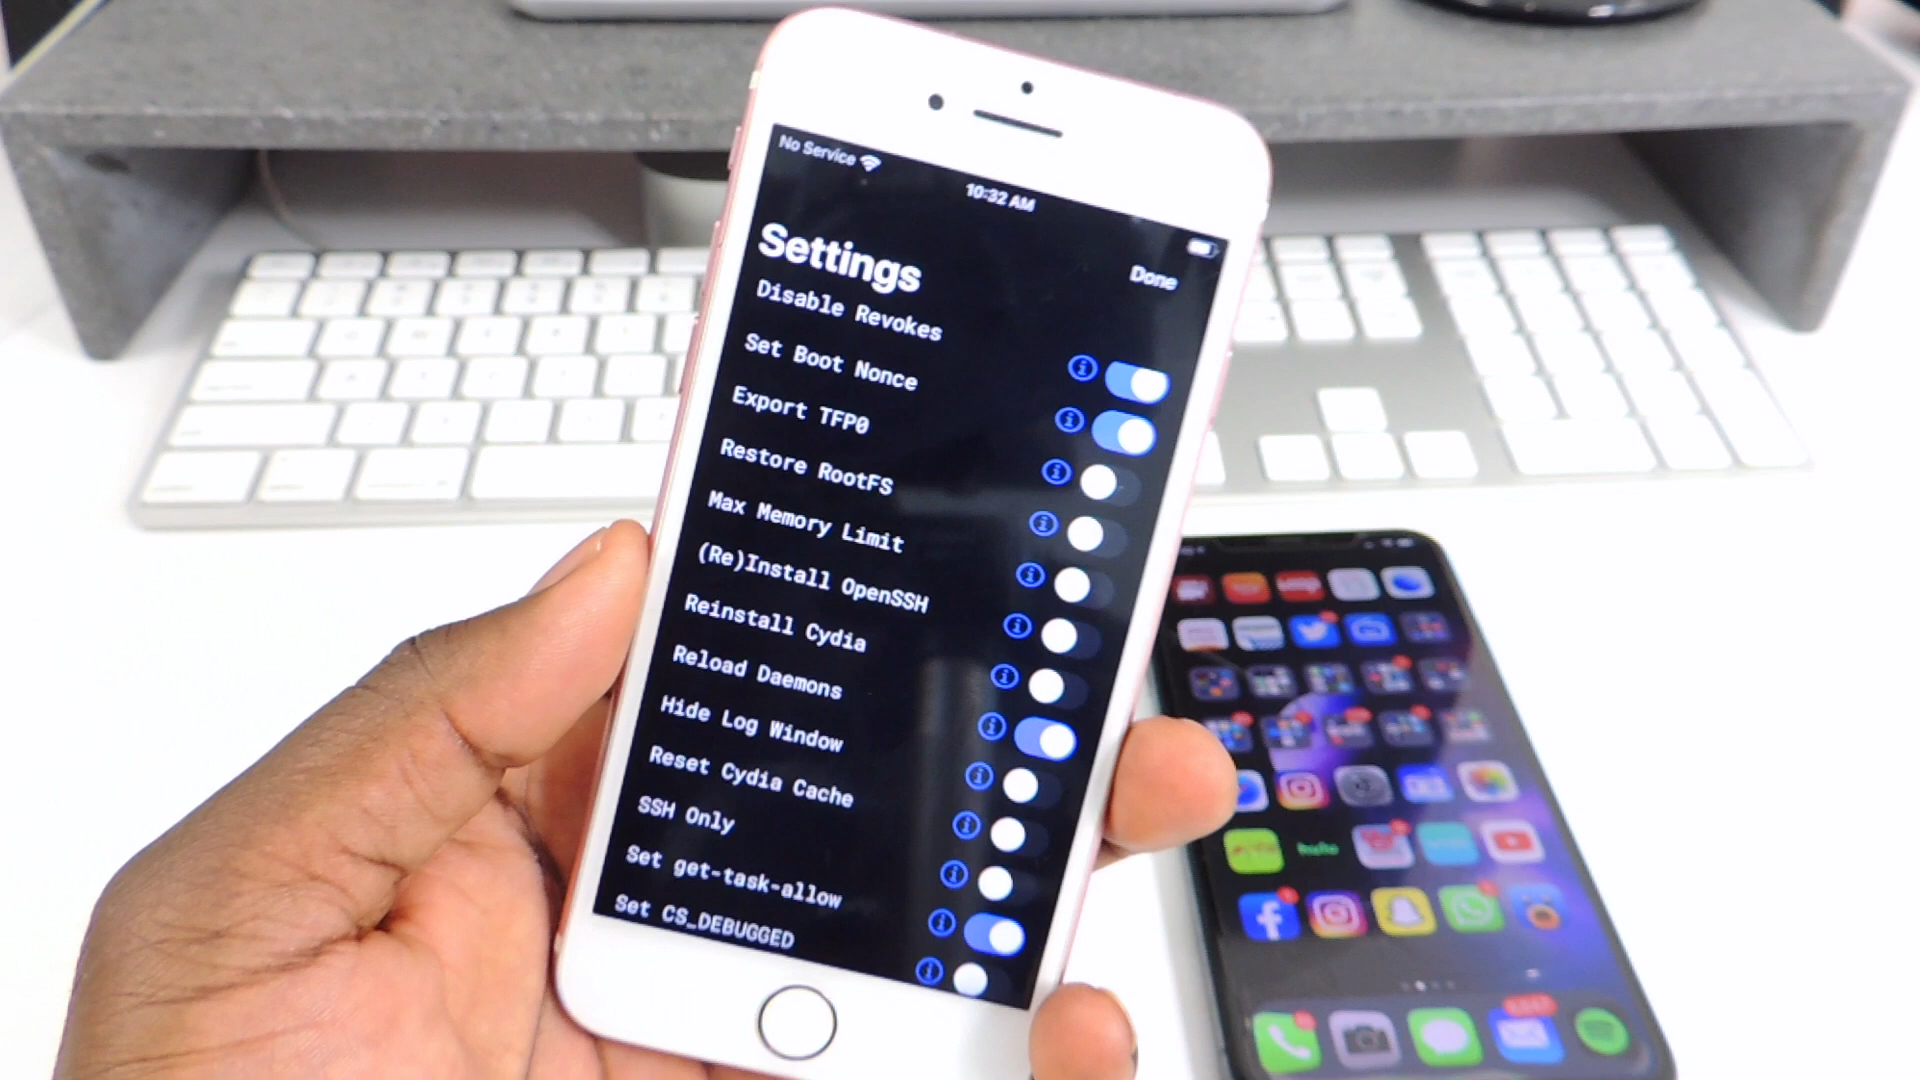 No Service
10:32 AM
Settings
Done
Disable Revokes
Set Boot Nonce
Export TFP0
Restore RootFS
Max Memory Limit
(Re)Install OpenSSH
Reinstall Cydia
Reload Daemons
Hide Log Window
Reset Cydia Cache
SSH Only
Set get-task-allow
Set CS_DEBUGGED
hulu